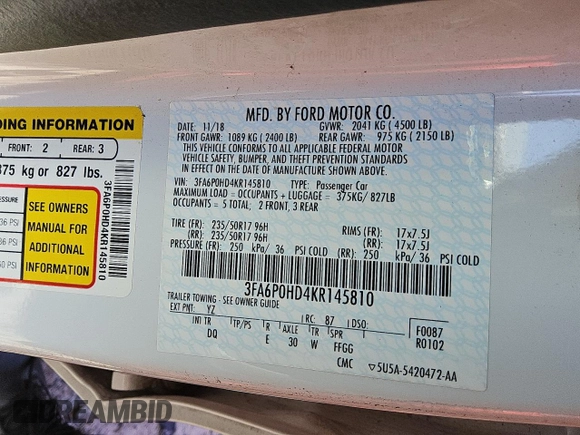 DING INFORMATION
FRONT: 2 REAR: 3
375 kg or 827 lbs.
36 PSI
36 PSI
60 PSI
SEE OWNERS
MANUAL FOR
ADDITIONAL
INFORMATION
3FA6P0HD4KR145810
MFD. BY FORD MOTOR CO.
DATE: 11/18 GVWR: 2041 KG (4500 LB)
FRONT GAWR: 1089 KG (2400 LB) REAR GAWR: 975 KG (2150 LB)
THIS VEHICLE CONFORMS TO ALL APPLICABLE FEDERAL MOTOR
VEHICLE SAFETY, BUMPER, AND THEFT PREVENTION STANDARDS
IN EFFECT ON THE DATE OF MANUFACTURE SHOWN ABOVE.
VIN: 3FA6P0HD4KR145810 TYPE: Passenger Car
MAXIMUM LOAD = OCCUPANTS + LUGGAGE = 375KG/827LB
OCCUPANTS = 5 TOTAL: 2 FRONT, 3 REAR
TIRE (FR): 235/50R17 96H (FR): 17x7.5J
(RR): 235/50R17 96H (RR): 17x7.5J
PRESSURE (FR): 250 kPa/ 36 PSI COLD (RR): 250 kPa/ 36 PSI COLD
3FA6P0HD4KR145810
TRAILER TOWING - SEE OWNER GUIDE
EXT PNT: YZ RC: 87 DSO: F0087
R0102
INT TR TP/PS R AXLE TR SPR
DQ E 30 W FFGG
CMC 5U5A-5420472-AA
DREAMBID